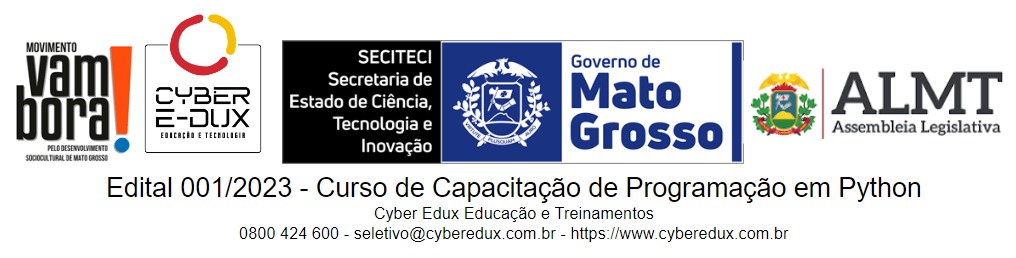 MOVIMENTO
vam
bora!
PELO DESENVOLVIMENTO
SOCIOCULTURAL DE MATO GROSSO
CYBER
E-DUX
EDUCAÇÃO E TECNOLOGIA
SECITECI
Secretaria de
Estado de Ciência,
Tecnologia e
Inovação
Governo de
Mato
Grosso
ALMT
Assembleia Legislativa
Edital 001/2023 - Curso de Capacitação de Programação em Python
Cyber Edux Educação e Treinamentos
0800 424 600 - seletivo@cyberedux.com.br - https://www.cyberedux.com.br